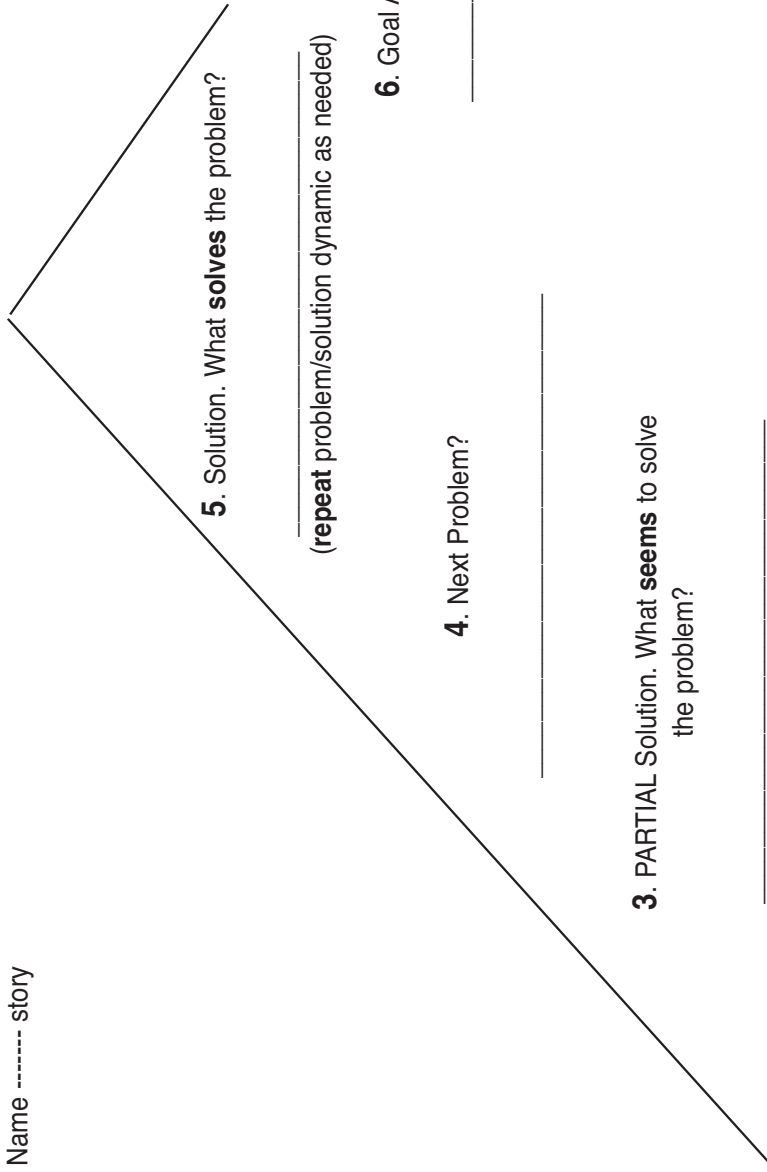 Name ------- story
5. Solution. What solves the problem?
(repeat problem/solution dynamic as needed)
6. Goal
4. Next Problem?
3. PARTIAL Solution. What seems to solve
the problem?